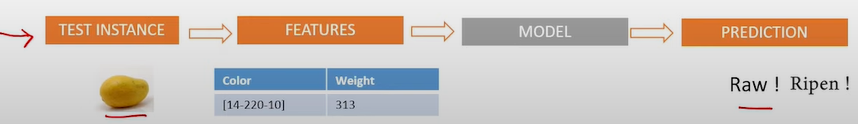 TEST INSTANCE FEATURES MODEL PREDICTION
Color Weight
[14-220-10] 313
Raw ! Ripen !